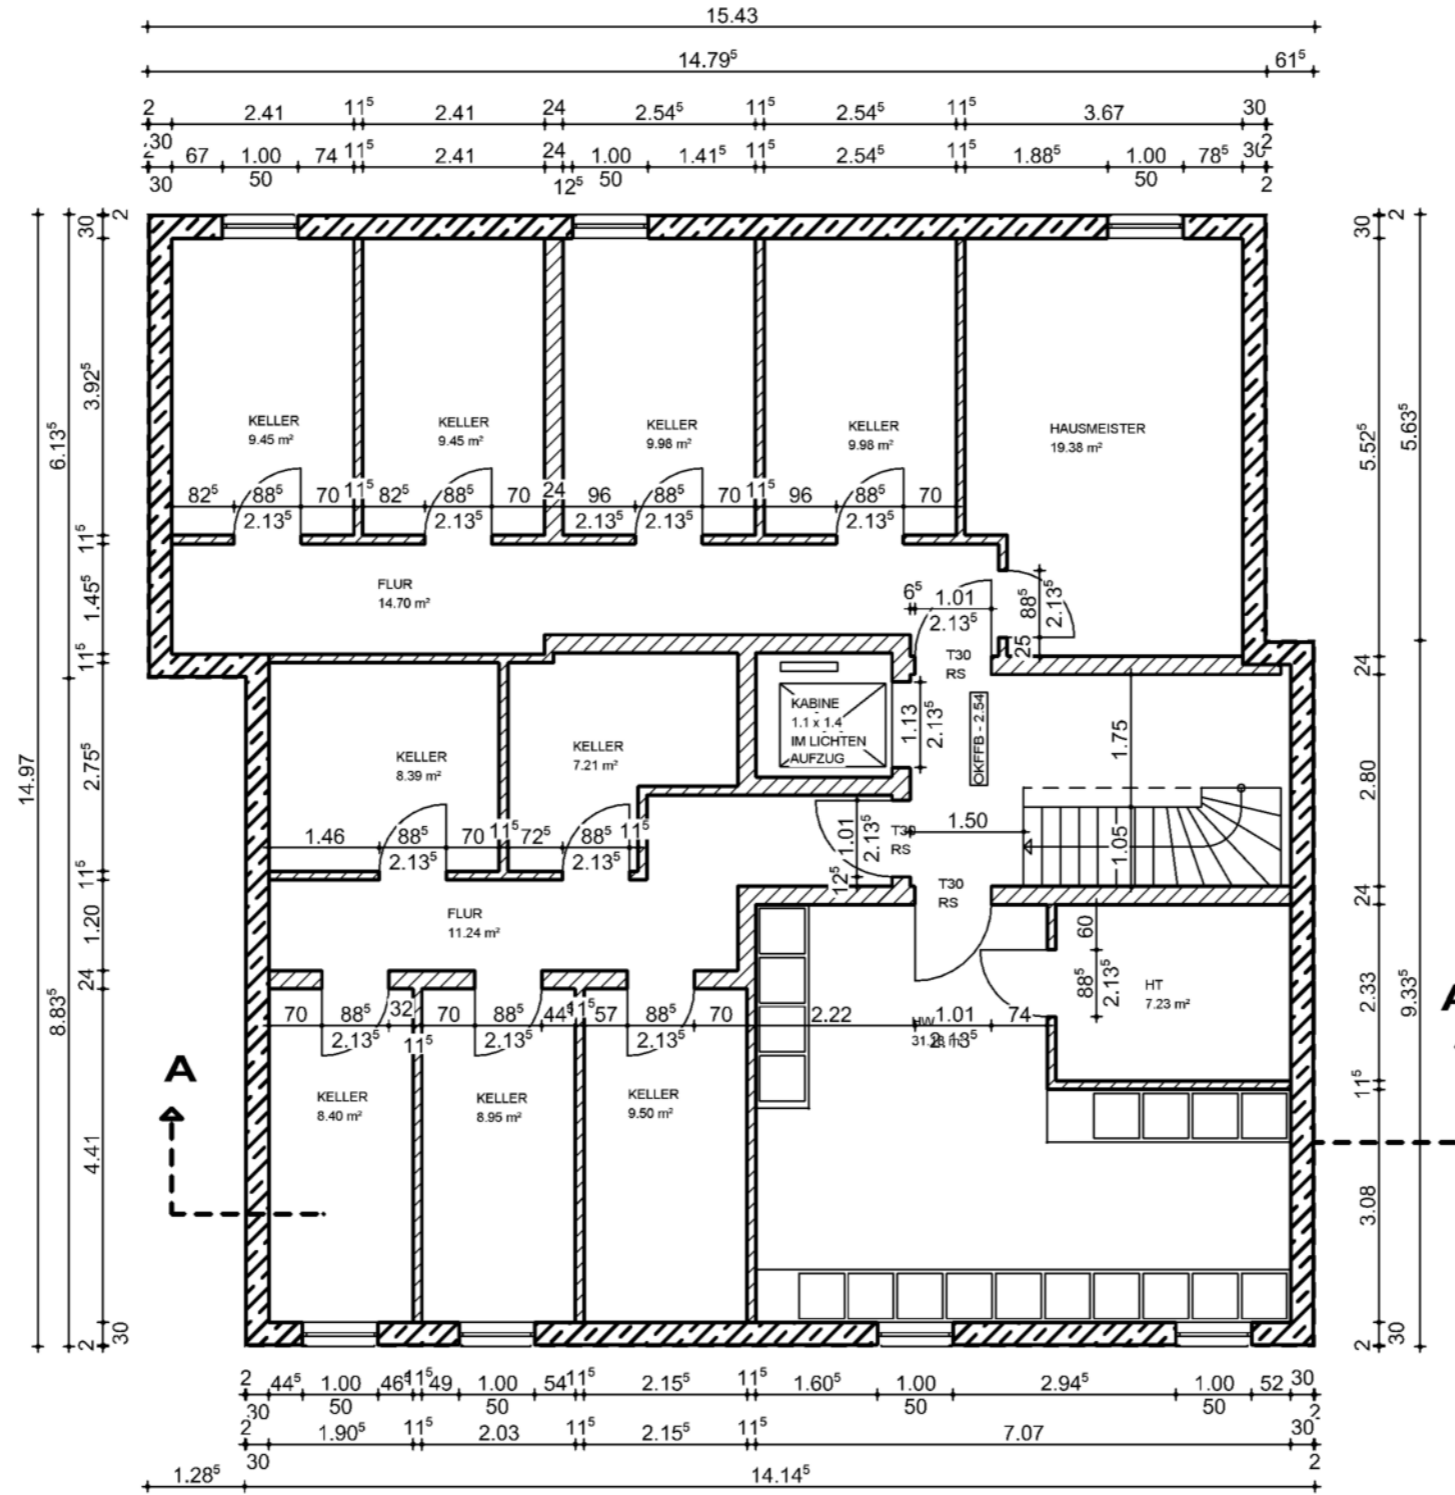 15.43
14.79⁵ 61⁵
2 2.41 11⁵ 2.41 24 2.54⁵ 11⁵ 2.54⁵ 11⁵ 3.67 30
30 2
2 67 1.00 74 11⁵ 2.41 24 1.00 1.41⁵ 11⁵ 2.54⁵ 11⁵ 1.88⁵ 1.00 78⁵ 30
30 50 12⁵ 50 50 2
30 2
30 2
3.92⁵
6.13⁵
5.52⁵
5.63⁵
KELLER
9.45 m²
KELLER
9.45 m²
KELLER
9.98 m²
KELLER
9.98 m²
HAUSMEISTER
19.38 m²
82⁵ 88⁵ 70 11⁵ 82⁵ 88⁵ 70 24 96 88⁵ 70 11⁵ 96 88⁵ 70
2.13⁵ 2.13⁵ 2.13⁵ 2.13⁵ 2.13⁵ 2.13⁵
11⁵
1.45⁵
11⁵
FLUR
14.70 m²
6⁵ 1.01
2.13⁵
88⁵
2.13⁵
25
T30
RS
24
KABINE
1.1 x 1.4
IM LICHTEN
AUFZUG
1.13
2.13⁵
OKFFB - 2.54
1.75
2.80
2.75⁵
14.97
KELLER
8.39 m²
KELLER
7.21 m²
1.46 88⁵ 70 11⁵ 72⁵ 88⁵ 11⁵
2.13⁵ 2.13⁵
1.01
2.13⁵
12⁵
T30
RS
1.50
1.05
11⁵
1.20
24
T30
RS
24
FLUR
11.24 m²
60
88⁵
2.13⁵
HT
7.23 m²
2.33
9.33⁵
8.83⁵
70 88⁵ 32 70 88⁵ 44⁵ 11⁵ 57 88⁵ 70 2.22 1.01 74
2.13⁵ 11⁵ 2.13⁵ 2.13⁵ 2.13⁵
HW
A
KELLER
8.40 m²
KELLER
8.95 m²
KELLER
9.50 m²
11⁵
4.41
3.08
2 30
2 30
2 44⁵ 1.00 46⁵ 11⁵ 49 1.00 54 11⁵ 2.15⁵ 11⁵ 1.60⁵ 1.00 2.94⁵ 1.00 52 30
30 50 50 50 50 2
2 1.90⁵ 11⁵ 2.03 11⁵ 2.15⁵ 11⁵ 7.07 30
30 2
1.28⁵ 14.14⁵